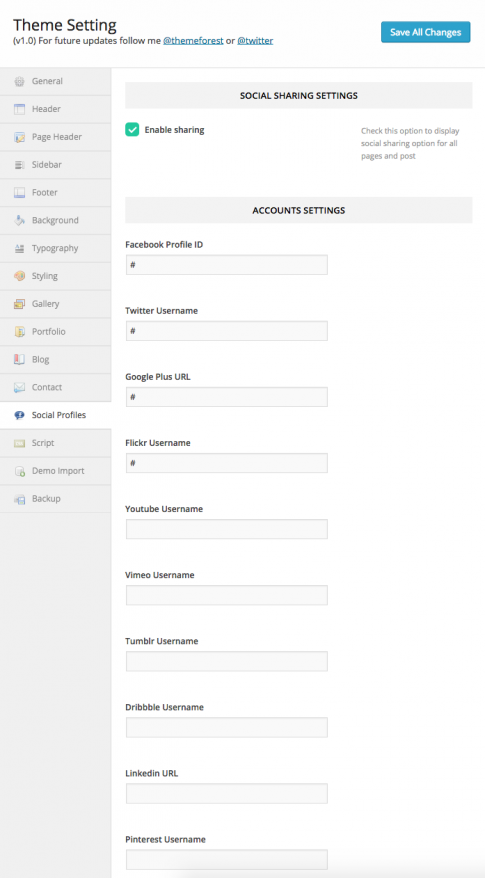 Theme Setting
(v1.0) For future updates follow me @themeforest or @twitter
Save All Changes
General
Header
Page Header
Sidebar
Footer
Background
Typography
Styling
Gallery
Portfolio
Blog
Contact
Social Profiles
Script
Demo Import
Backup
SOCIAL SHARING SETTINGS
Enable sharing
Check this option to display
social sharing option for all
pages and post
ACCOUNTS SETTINGS
Facebook Profile ID
#
Twitter Username
#
Google Plus URL
#
Flickr Username
#
Youtube Username
Vimeo Username
Tumblr Username
Dribbble Username
Linkedin URL
Pinterest Username